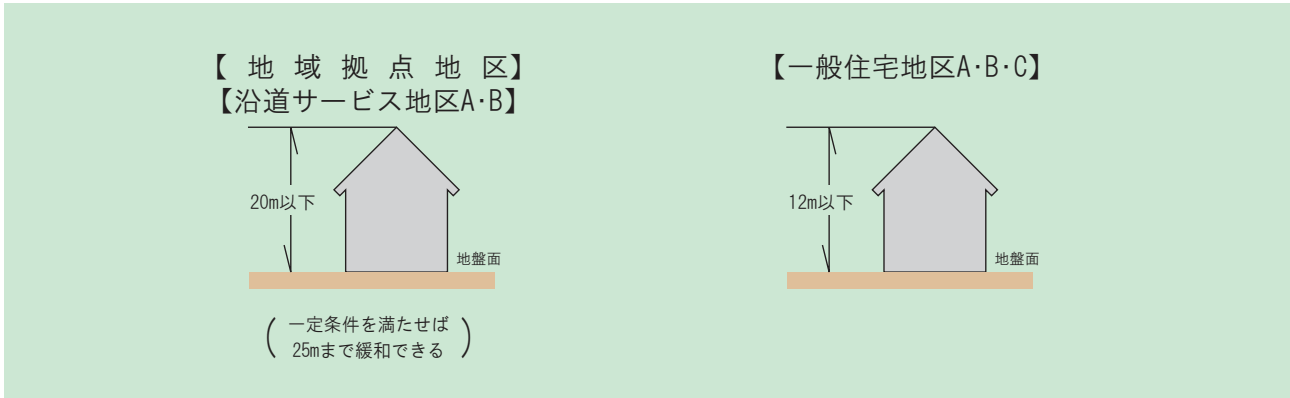 【地域拠点地区】
【沿道サービス地区A･B】
20m以下
地盤面
(一定条件を満たせば
25mまで緩和できる)
【一般住宅地区A･B･C】
12m以下
地盤面